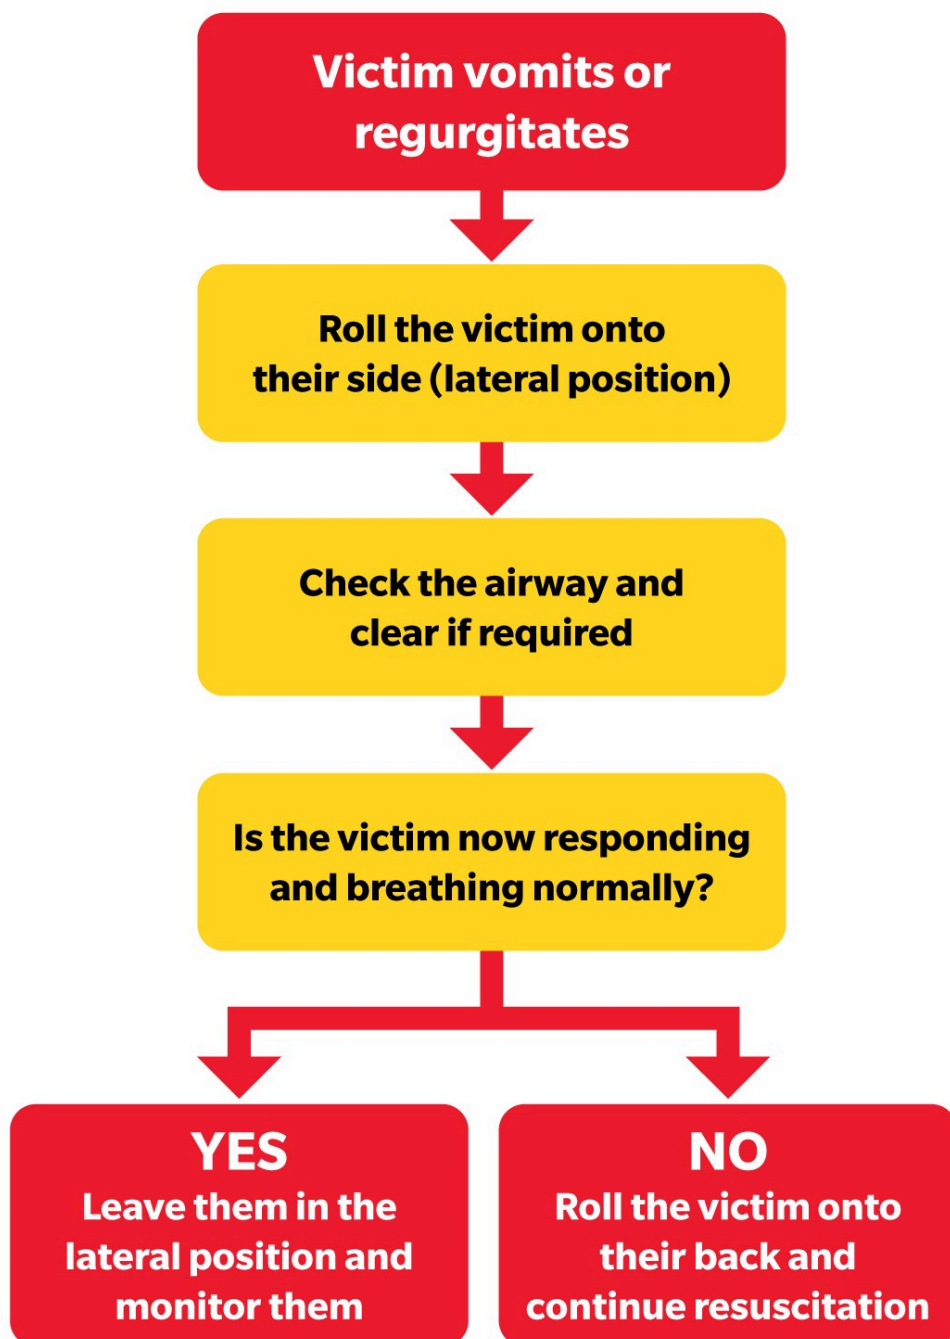 Victim vomits or
regurgitates
Roll the victim onto
their side (lateral position)
Check the airway and
clear if required
Is the victim now responding
and breathing normally?
YES
Leave them in the
lateral position and
monitor them
NO
Roll the victim onto
their back and
continue resuscitation